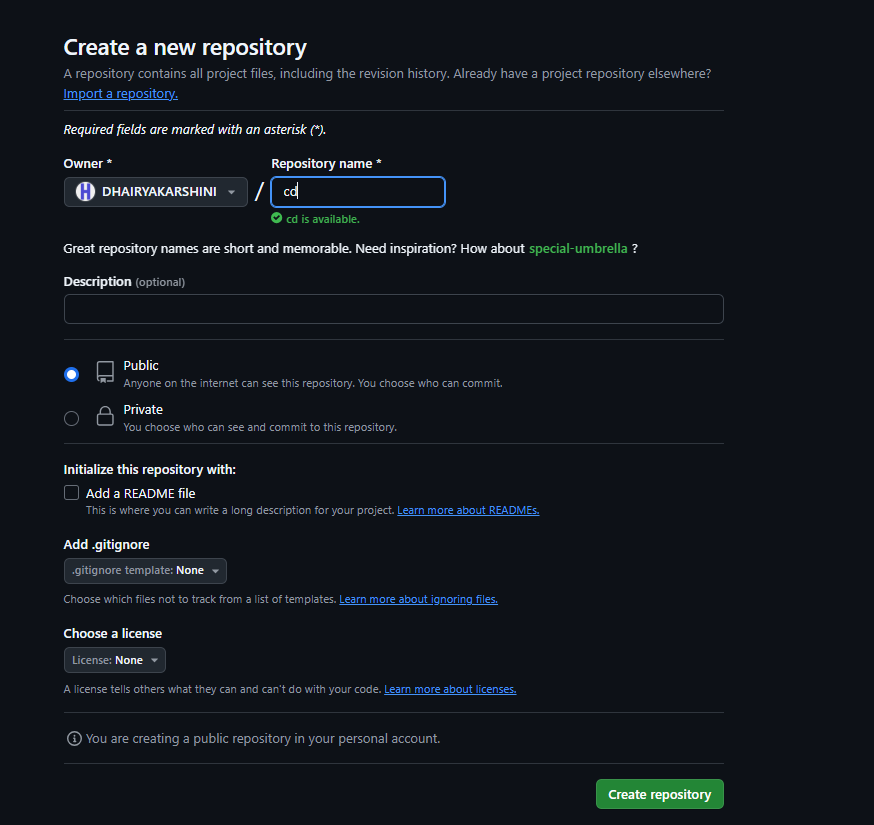 Create a new repository
A repository contains all project files, including the revision history. Already have a project repository elsewhere?
Import a repository.
Required fields are marked with an asterisk (*).
Owner *
Repository name *
DHAIRYAKARSHINI
/
cd
cd is available.
Great repository names are short and memorable. Need inspiration? How about special-umbrella ?
Description (optional)
Public
Anyone on the internet can see this repository. You choose who can commit.
Private
You choose who can see and commit to this repository.
Initialize this repository with:
Add a README file
This is where you can write a long description for your project. Learn more about READMEs.
Add .gitignore
.gitignore template: None
Choose which files not to track from a list of templates. Learn more about ignoring files.
Choose a license
License: None
A license tells others what they can and can't do with your code. Learn more about licenses.
You are creating a public repository in your personal account.
Create repository